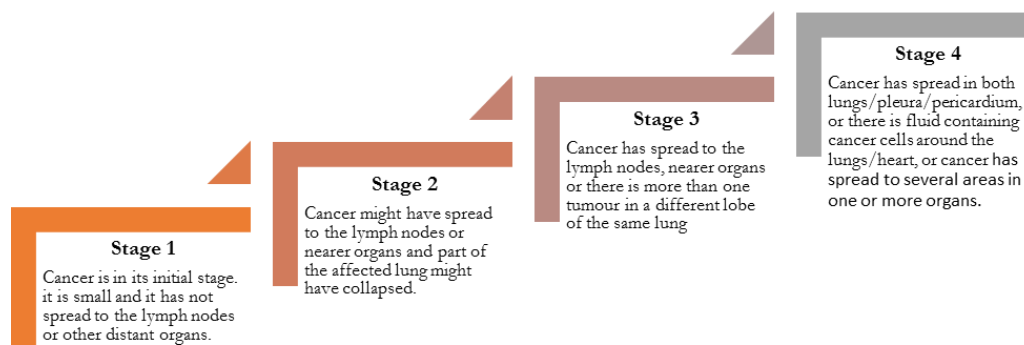 Stage 1
Cancer is in its initial stage.
it is small and it has not
spread to the lymph nodes
or other distant organs.
Stage 2
Cancer might have spread
to the lymph nodes or
nearer organs and part of
the affected lung might
have collapsed.
Stage 3
Cancer has spread to the
lymph nodes, nearer organs
or there is more than one
tumour in a different lobe
of the same lung
Stage 4
Cancer has spread in both
lungs/pleura/pericardium,
or there is fluid containing
cancer cells around the
lungs/heart, or cancer has
spread to several areas in
one or more organs.